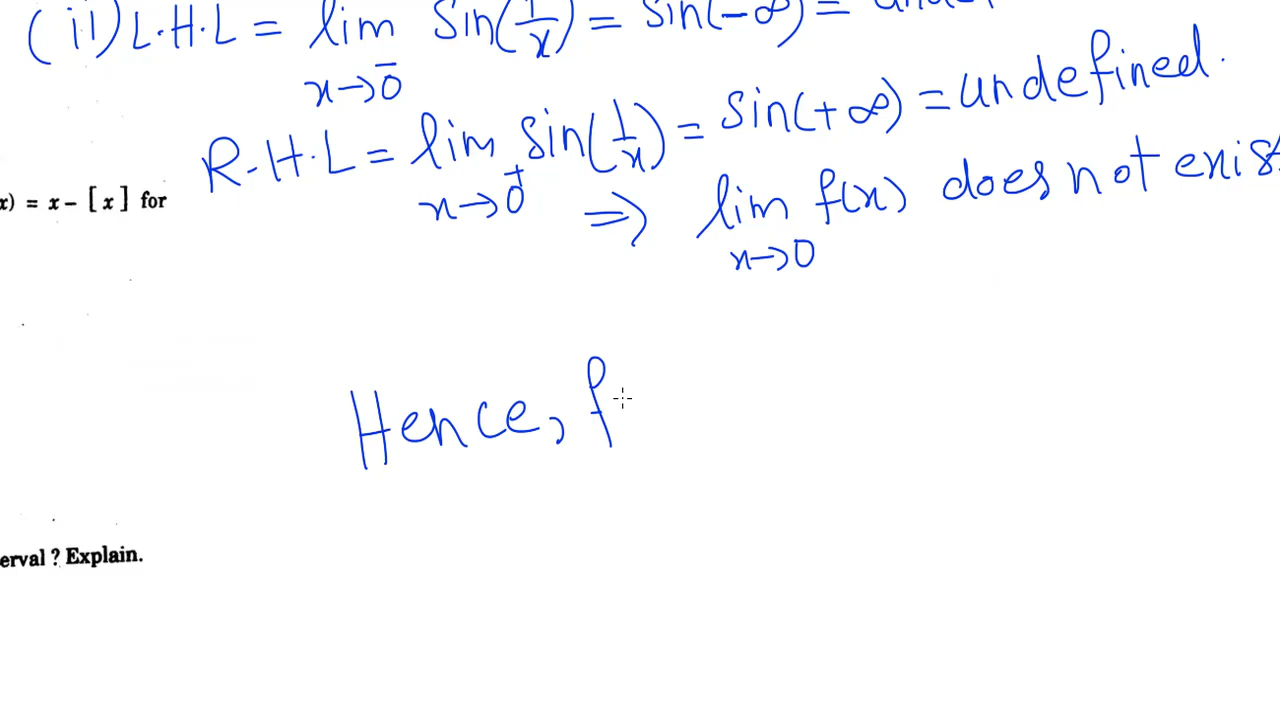 (ii) L.H.L = lim x→0⁻ Sin(1/x) = Sin(-∞) =
R.H.L = lim x→0⁺ sin(1/x) = Sin(+∞) = undefined.
⇒ lim x→0 f(x) does not exis
x) = x – [x] for
Hence, f
erval ? Explain.